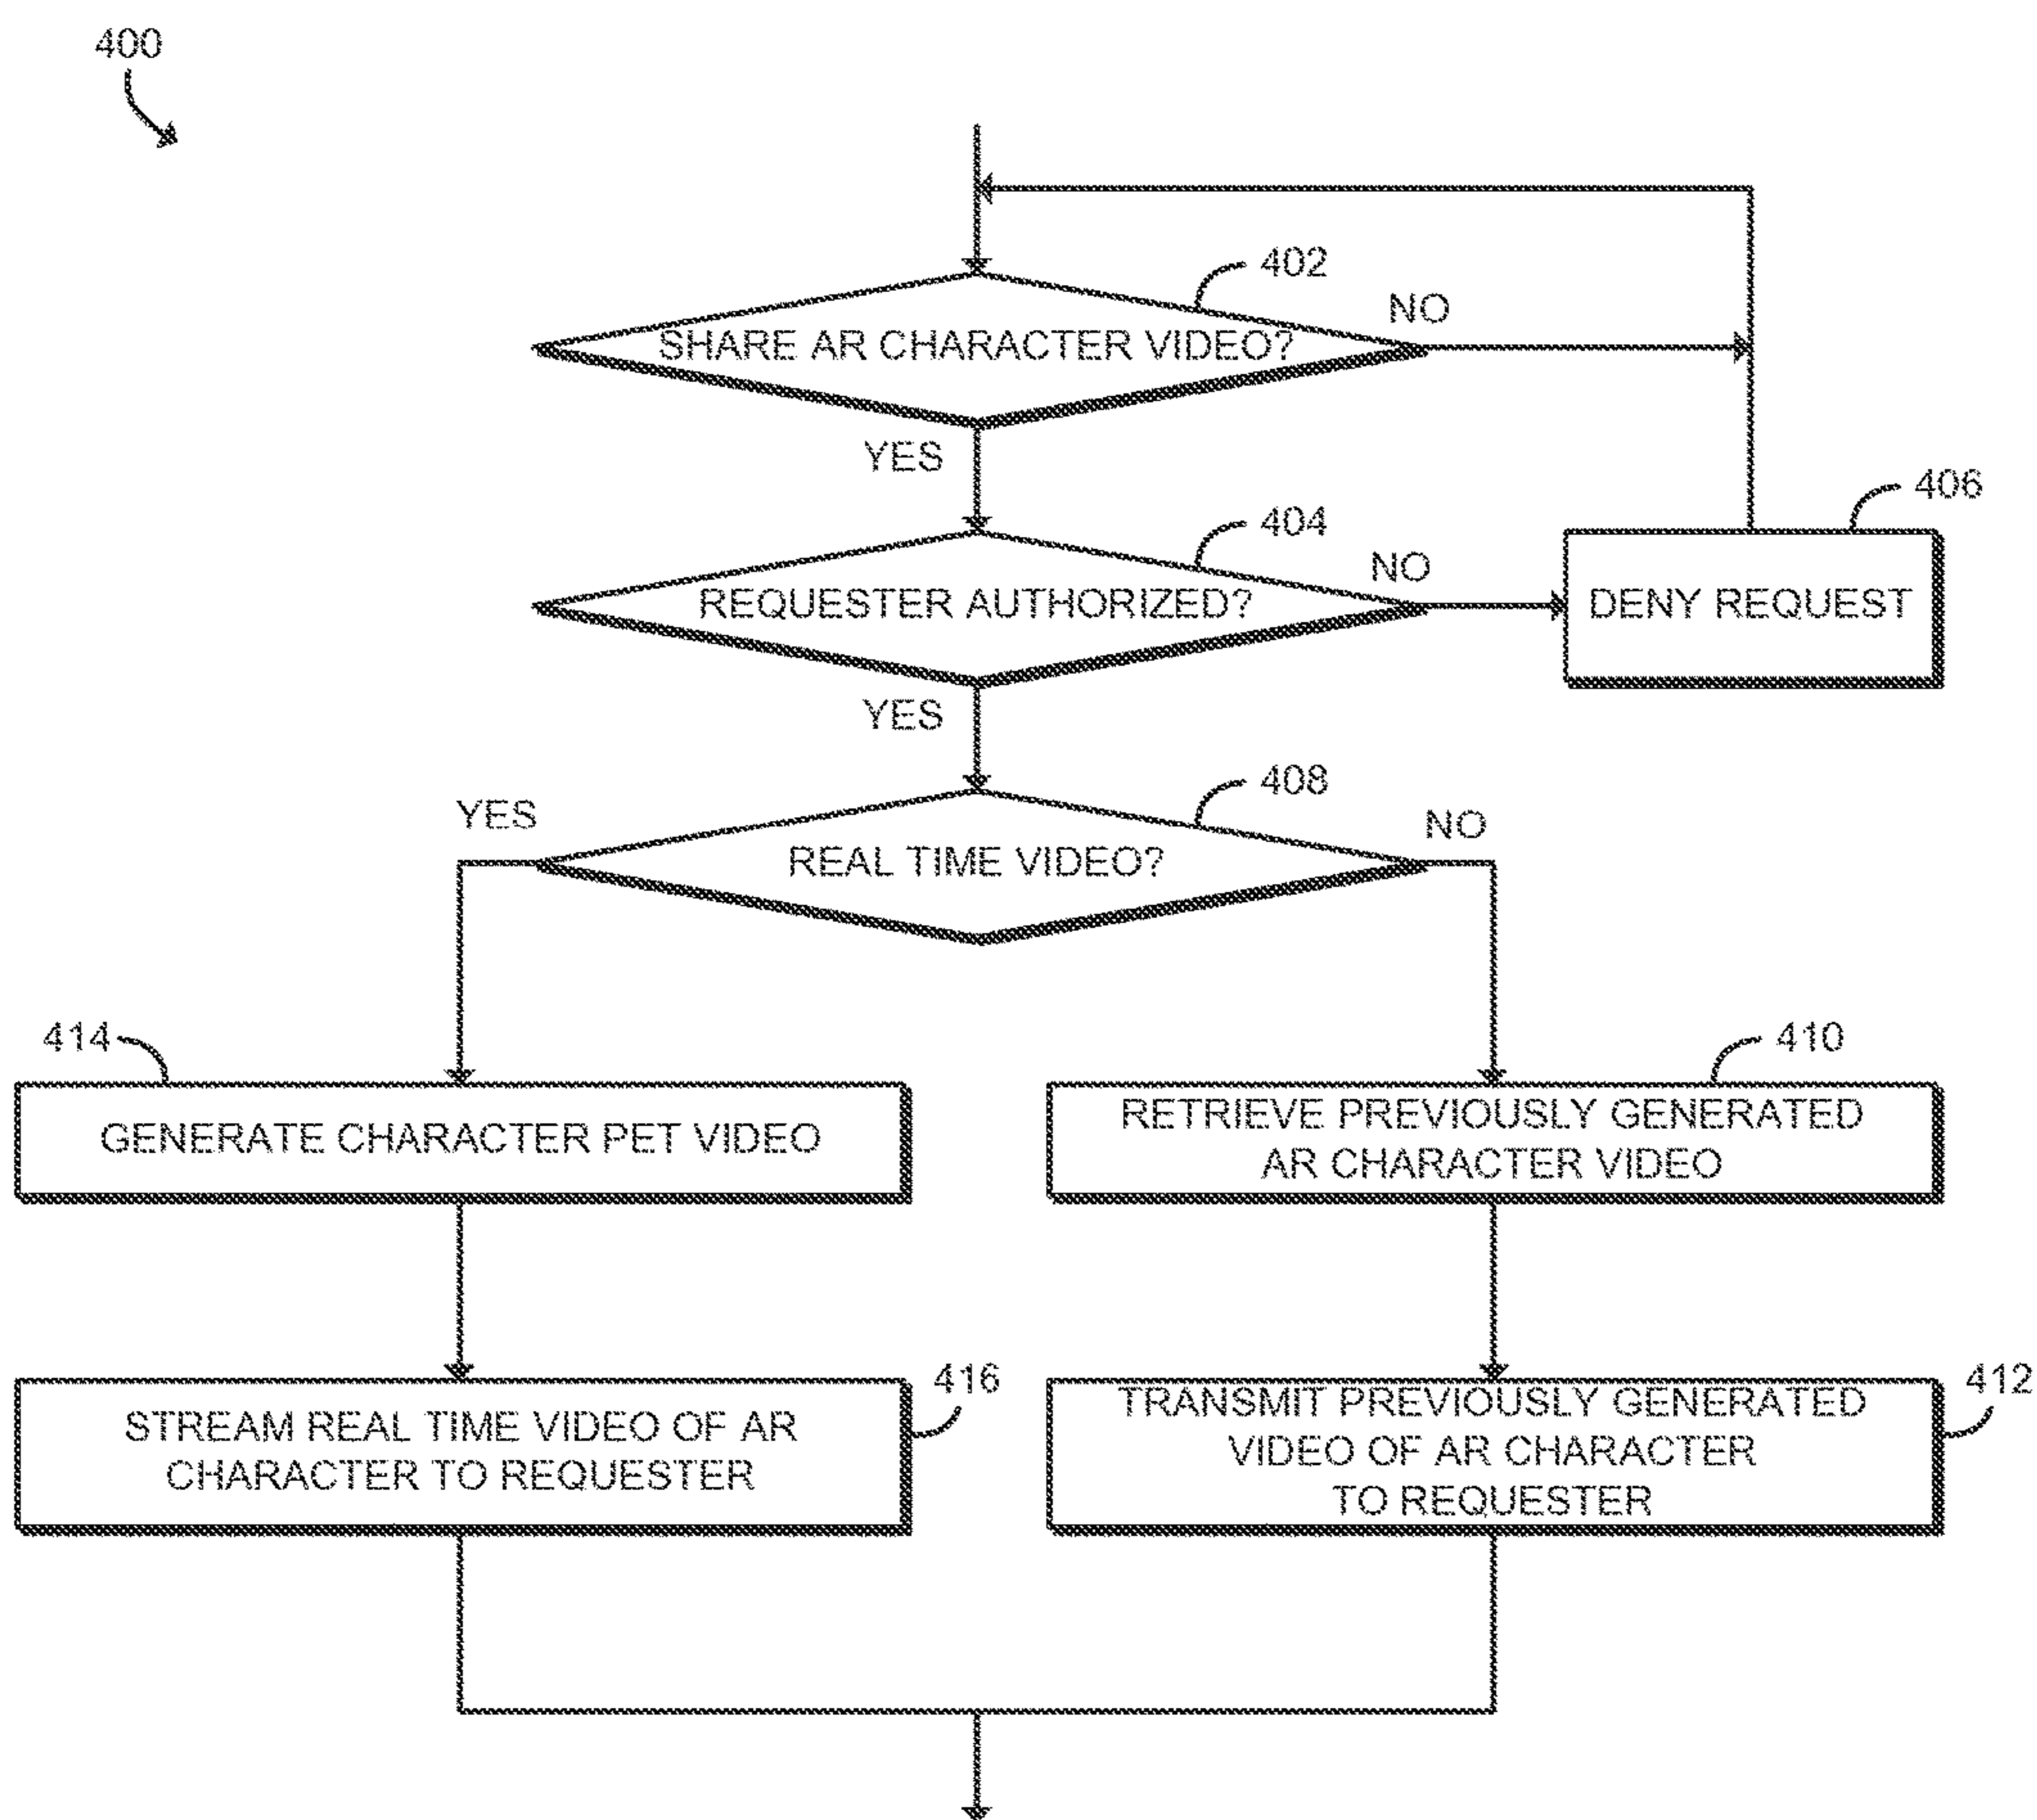 400
402
SHARE AR CHARACTER VIDEO?
NO
YES
404
REQUESTER AUTHORIZED?
NO
406
DENY REQUEST
YES
408
YES
REAL TIME VIDEO?
NO
414
GENERATE CHARACTER PET VIDEO
410
RETRIEVE PREVIOUSLY GENERATED
AR CHARACTER VIDEO
416
STREAM REAL TIME VIDEO OF AR
CHARACTER TO REQUESTER
412
TRANSMIT PREVIOUSLY GENERATED
VIDEO OF AR CHARACTER
TO REQUESTER